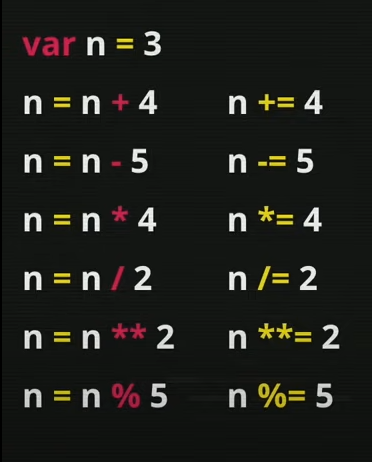 var n = 3
n = n + 4 n += 4
n = n - 5 n -= 5
n = n * 4 n *= 4
n = n / 2 n /= 2
n = n ** 2 n **= 2
n = n % 5 n %= 5